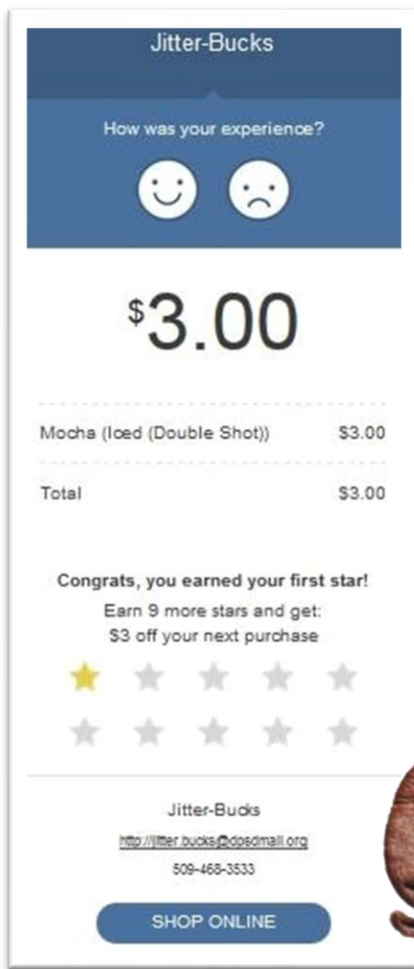 Jitter-Bucks
How was your experience?
$3.00
Mocha (Iced (Double Shot)) $3.00
Total $3.00
Congrats, you earned your first star!
Earn 9 more stars and get:
$3 off your next purchase
Jitter-Bucks
http://jitter.bucks@dpsdmail.org
509-468-3533
SHOP ONLINE